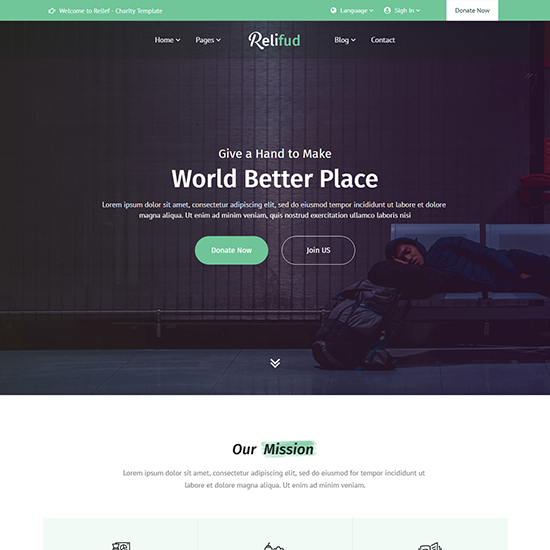 Welcome to Relief - Charity Template
Language
Sigh In
Donate Now
Home
Pages
Relifud
Blog
Contact
Give a Hand to Make
World Better Place
Lorem ipsum dolor sit amet, consectetur adipiscing elit, sed do eiusmod tempor incididunt ut labore et dolore
magna aliqua. Ut enim ad minim veniam, quis nostrud exercitation ullamco laboris nisi
Donate Now
Join US
Our Mission
Lorem ipsum dolor sit amet, consectetur adipiscing elit, sed do eiusmod tempor incididunt ut
labore et dolore magna aliqua. Ut enim ad minim veniam.